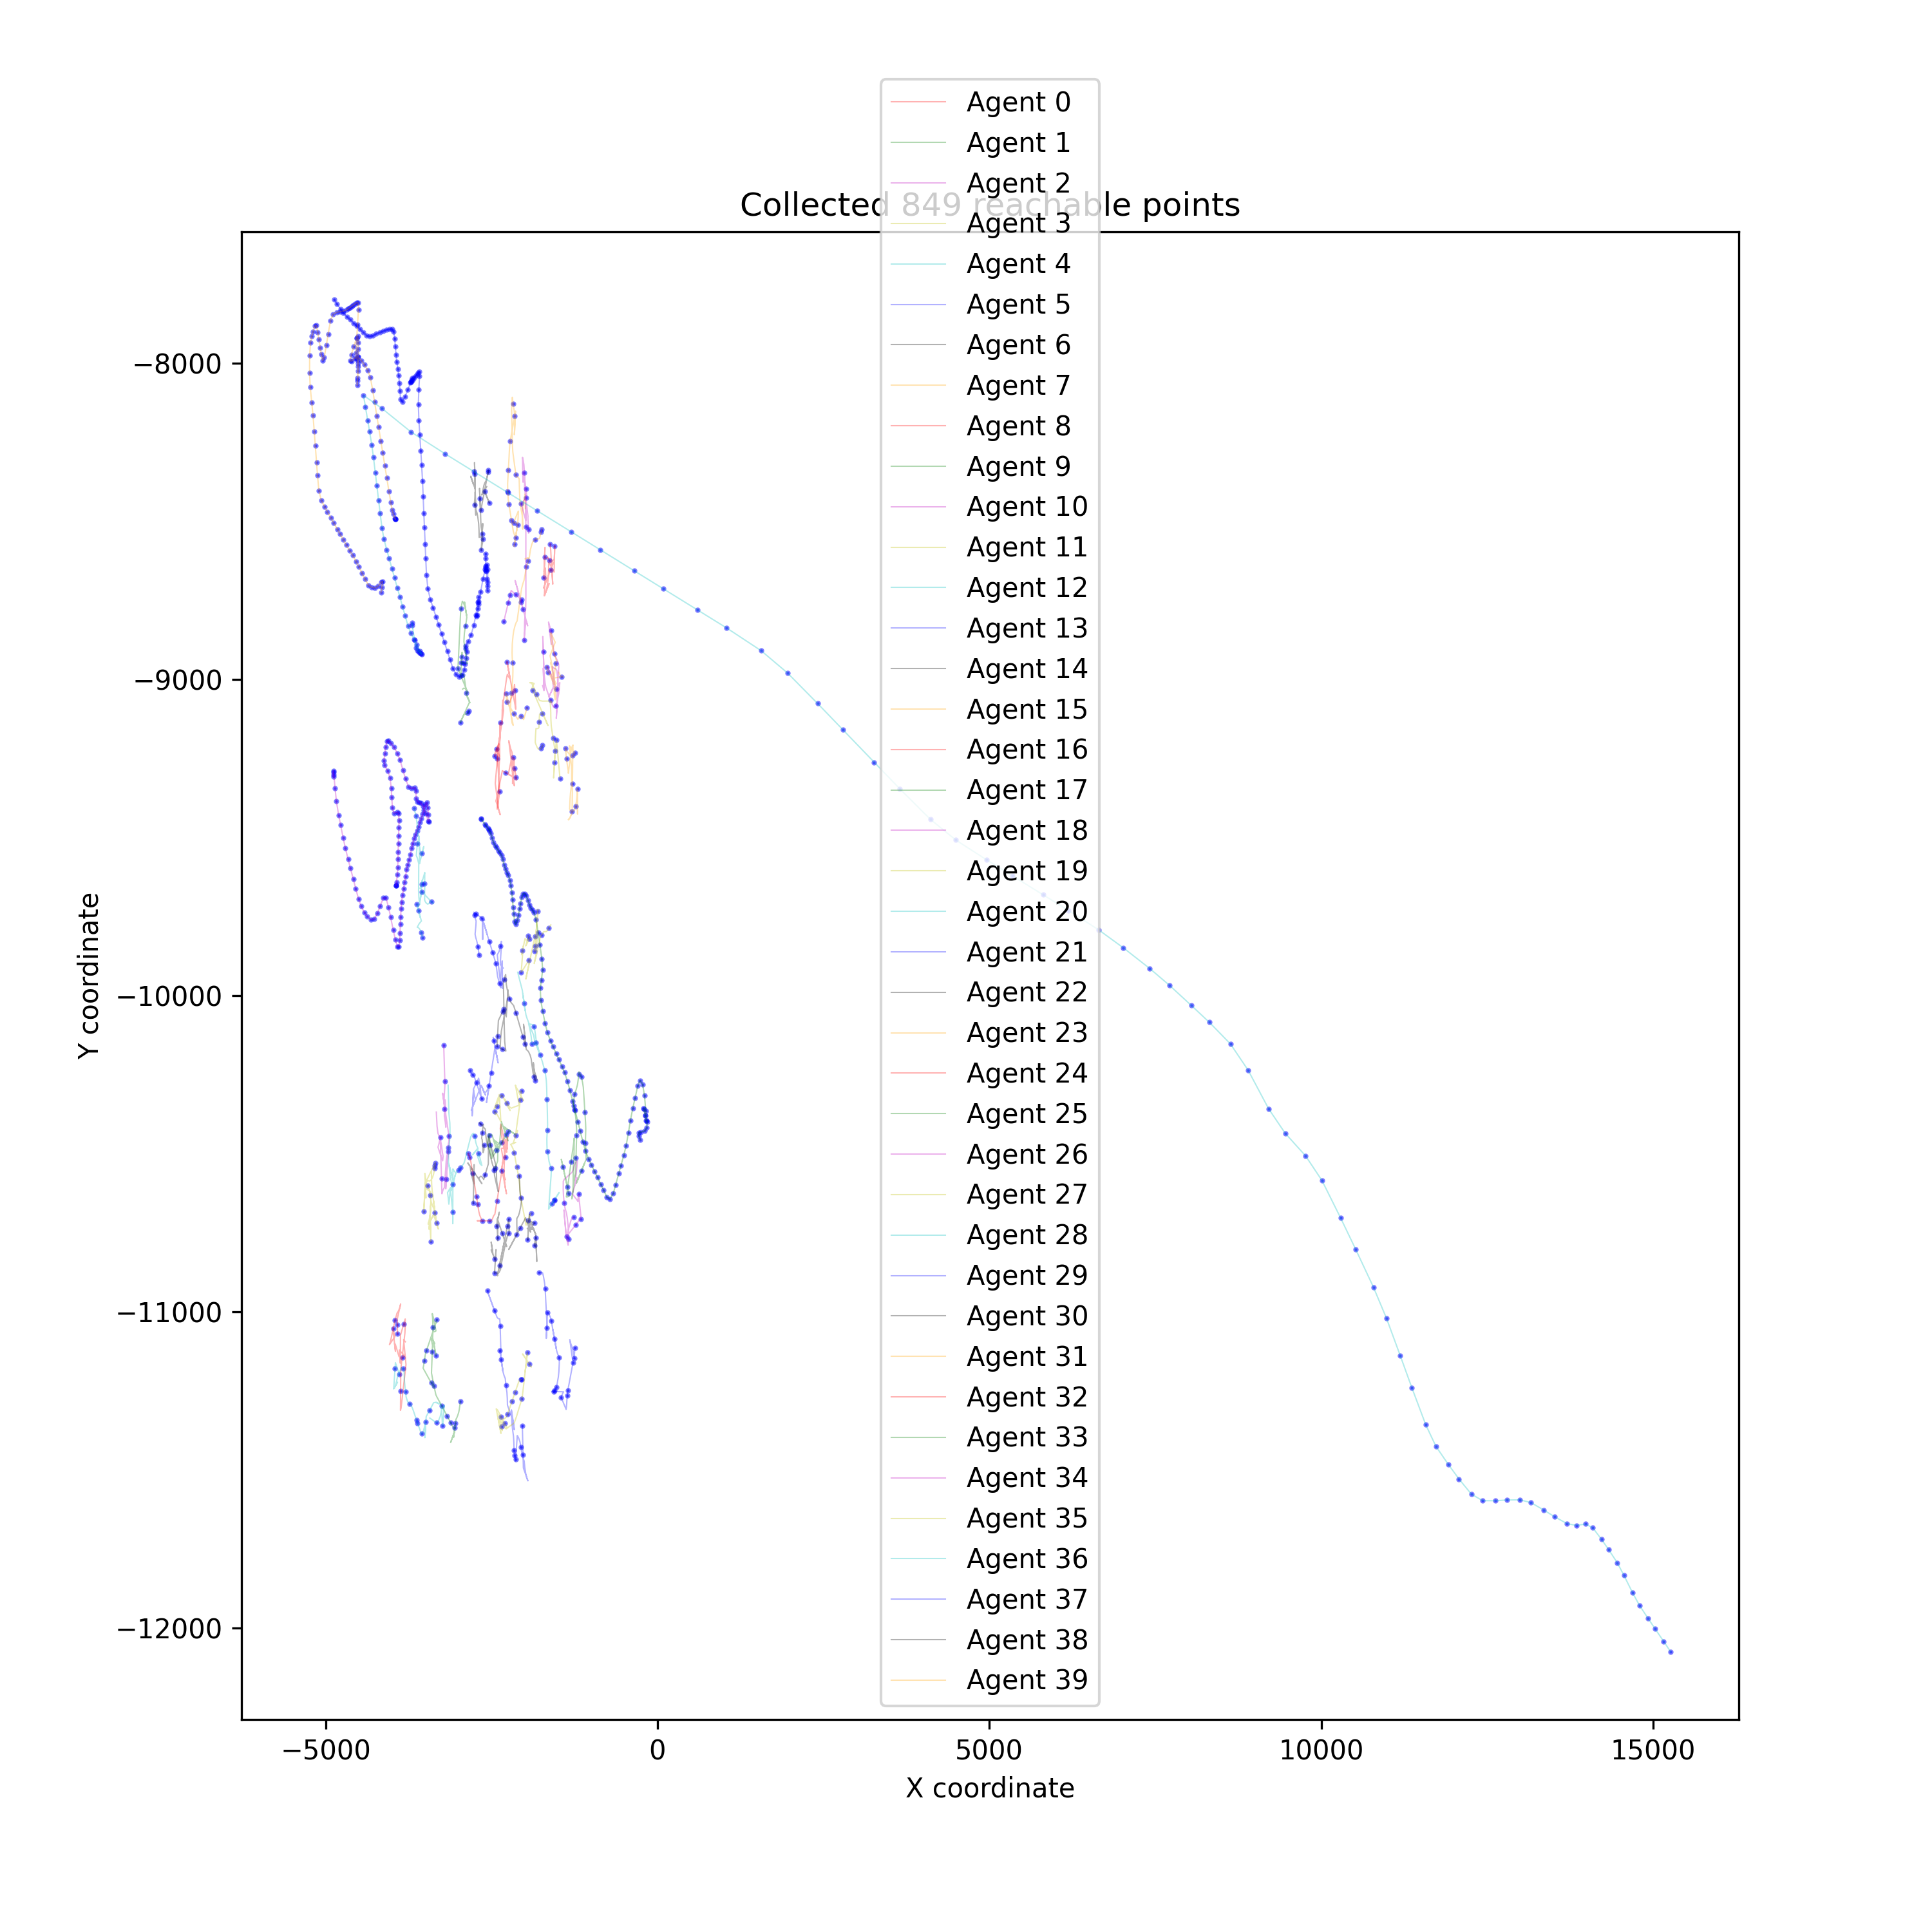 Collected 849 reachable points
Agent 0
Agent 1
Agent 2
Agent 3
Agent 4
Agent 5
Agent 6
Agent 7
Agent 8
Agent 9
Agent 10
Agent 11
Agent 12
Agent 13
Agent 14
Agent 15
Agent 16
Agent 17
Agent 18
Agent 19
Agent 20
Agent 21
Agent 22
Agent 23
Agent 24
Agent 25
Agent 26
Agent 27
Agent 28
Agent 29
Agent 30
Agent 31
Agent 32
Agent 33
Agent 34
Agent 35
Agent 36
Agent 37
Agent 38
Agent 39
Y coordinate
−8000
−9000
−10000
−11000
−12000
−5000
0
5000
10000
15000
X coordinate